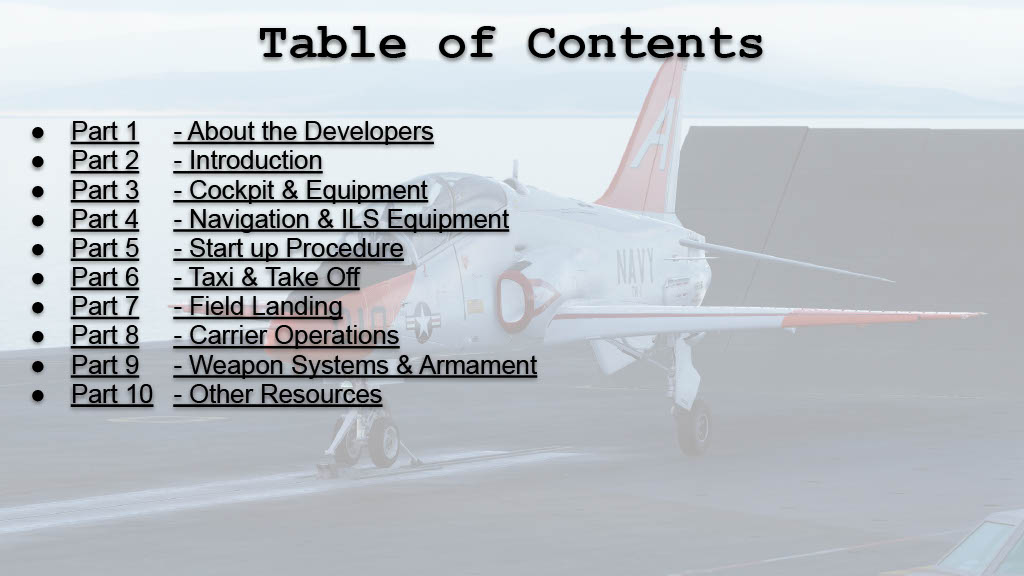 Table of Contents
● Part 1 - About the Developers
● Part 2 - Introduction
● Part 3 - Cockpit & Equipment
● Part 4 - Navigation & ILS Equipment
● Part 5 - Start up Procedure
● Part 6 - Taxi & Take Off
● Part 7 - Field Landing
● Part 8 - Carrier Operations
● Part 9 - Weapon Systems & Armament
● Part 10 - Other Resources
A
NAVY